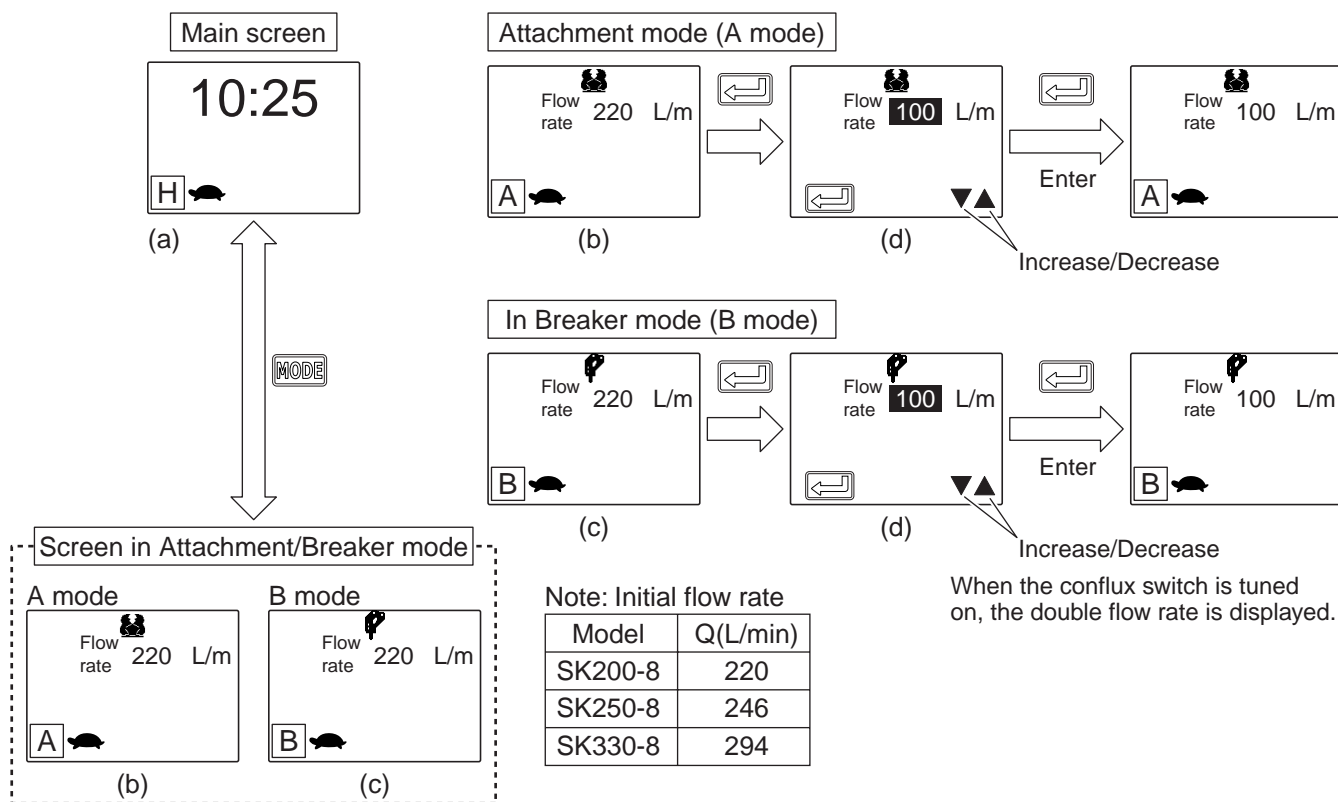 Main screen
10:25
H
(a)
MODE
Screen in Attachment/Breaker mode
A mode
Flow rate 220 L/m
A
(b)
B mode
Flow rate 220 L/m
B
(c)
Attachment mode (A mode)
Flow rate 220 L/m
A
(b)
Flow rate 100 L/m
(d)
Increase/Decrease
Enter
Flow rate 100 L/m
A
In Breaker mode (B mode)
Flow rate 220 L/m
B
(c)
Flow rate 100 L/m
(d)
Increase/Decrease
Enter
Flow rate 100 L/m
B
When the conflux switch is tuned
on, the double flow rate is displayed.
Note: Initial flow rate
Model Q(L/min)
SK200-8 220
SK250-8 246
SK330-8 294